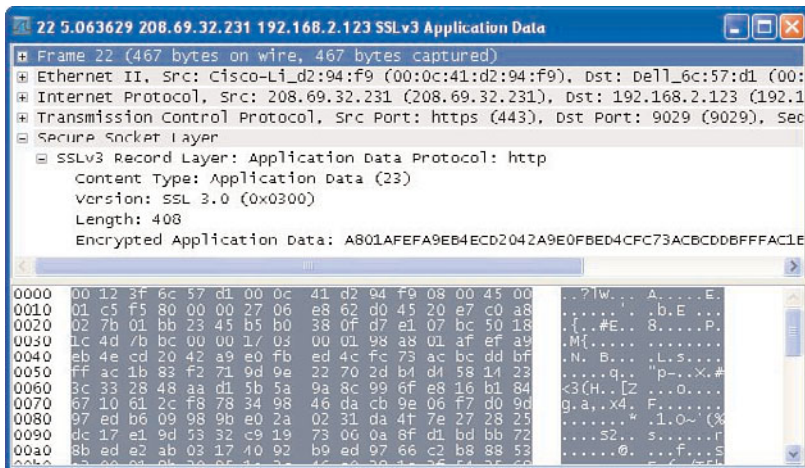 22 5.063629 208.69.32.231 192.168.2.123 SSLv3 Application Data
Frame 22 (467 bytes on wire, 467 bytes captured)
Ethernet II, Src: Cisco-Li_d2:94:f9 (00:0c:41:d2:94:f9), Dst: Dell_6c:57:d1 (00:
Internet Protocol, Src: 208.69.32.231 (208.69.32.231), Dst: 192.168.2.123 (192.1
Transmission Control Protocol, Src Port: https (443), Dst Port: 9029 (9029), Seq
Secure Socket Layer
SSLv3 Record Layer: Application Data Protocol: http
Content Type: Application Data (23)
Version: SSL 3.0 (0x0300)
Length: 408
Encrypted Application Data: A801AFEFA9EB4ECD2042A9E0FBED4CFC73ACBCDDBFFFAC1B
0000 00 12 3f 6c 57 d1 00 0c 41 d2 94 f9 08 00 45 00 ..?lW... A.....E.
0010 01 c5 f5 80 00 00 27 06 e8 62 d0 45 20 e7 c0 a8 ......'. .b.E ...
0020 02 7b 01 bb 23 45 b5 b0 38 0f d7 e1 07 bc 50 18 .{..#E.. 8.....P.
0030 1c 4d 7b bc 00 00 17 03 00 01 98 a8 01 af ef a9 .M{..... ........
0040 eb 4e cd 20 42 a9 e0 fb ed 4c fc 73 ac bc dd bf .N. B... .L.s....
0050 ff ac 1b 83 f2 71 9d 9e 22 70 2d b4 d4 58 14 23 .....q.. "p-..X.#
0060 3c 33 28 48 aa d1 5b 5a 9a 8c 99 6f e8 16 b1 84 <3(H..[Z ...o....
0070 67 10 61 2c f8 78 34 98 46 da cb 9e 06 f7 d0 9d g.a,.x4. F.......
0080 97 ed b6 09 98 9b e0 2a 02 31 da 4f 7e 27 28 25 .......* .1.O~'(%
0090 dc 17 e1 9d 53 32 c9 19 73 06 0a 8f d1 bd bb 72 ....S2.. s......r
00a0 8b ed e2 ab 03 17 40 92 b9 ed 97 66 c2 b8 88 53 ......@. ...f...S